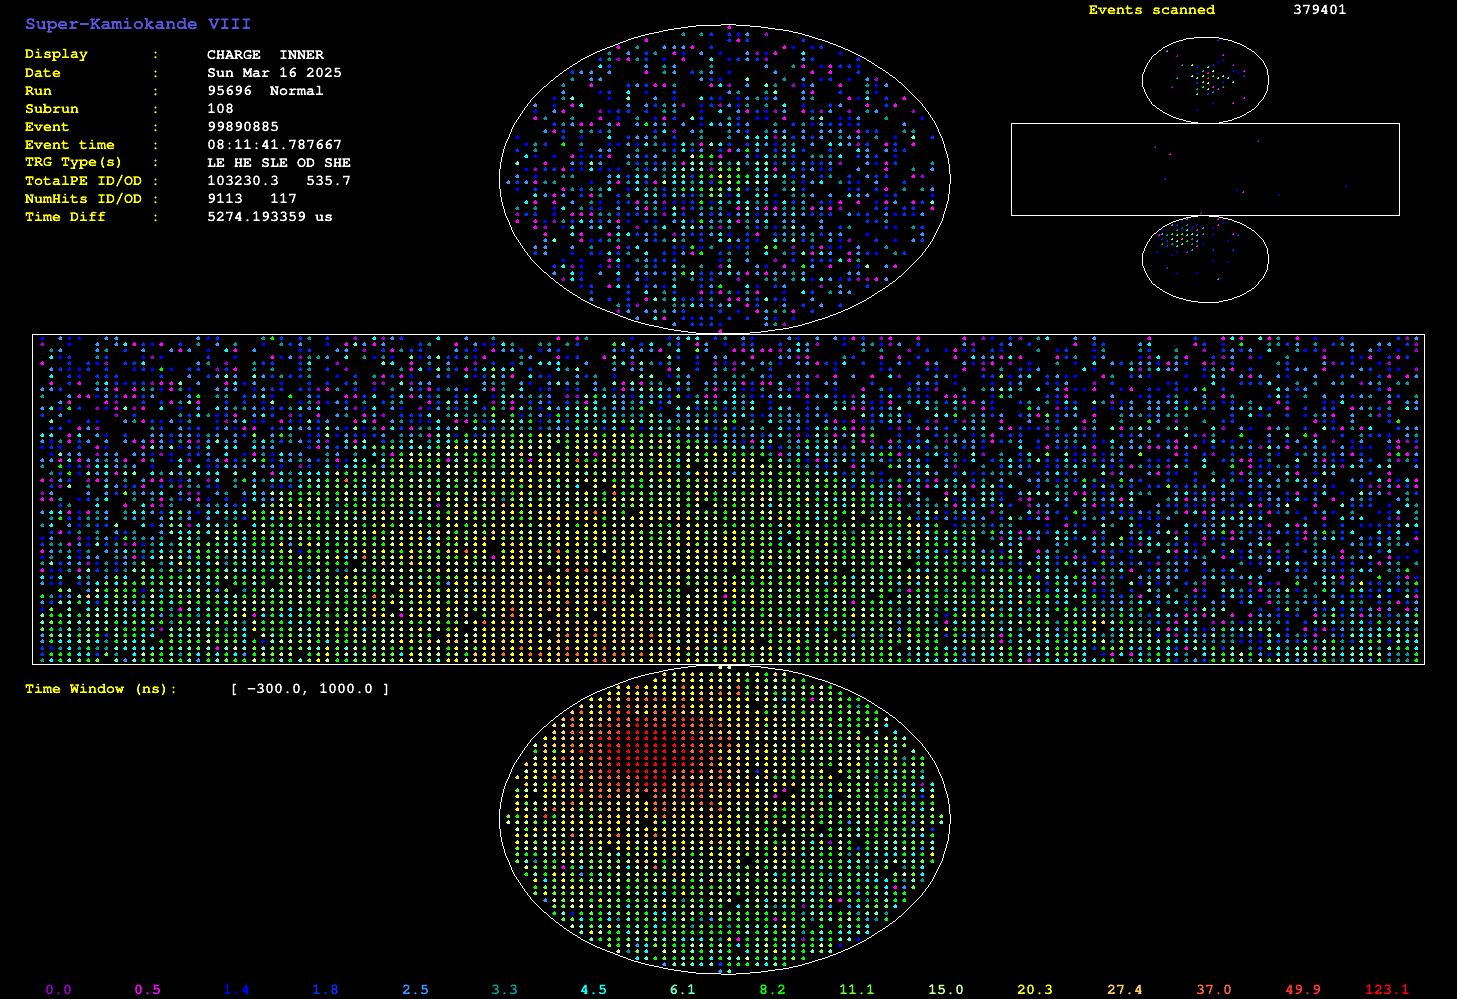 Super-Kamiokande VIII
Events scanned 379401
Display : CHARGE INNER
Date : Sun Mar 16 2025
Run : 95696 Normal
Subrun : 108
Event : 99890885
Event time : 08:11:41.787667
TRG Type(s) : LE HE SLE OD SHE
TotalPE ID/OD : 103230.3 535.7
NumHits ID/OD : 9113 117
Time Diff : 5274.193359 us
Time Window (ns): [ -300.0, 1000.0 ]
0.0 0.5 1.4 1.8 2.5 3.3 4.5 6.1 8.2 11.1 15.0 20.3 27.4 37.0 49.9 123.1